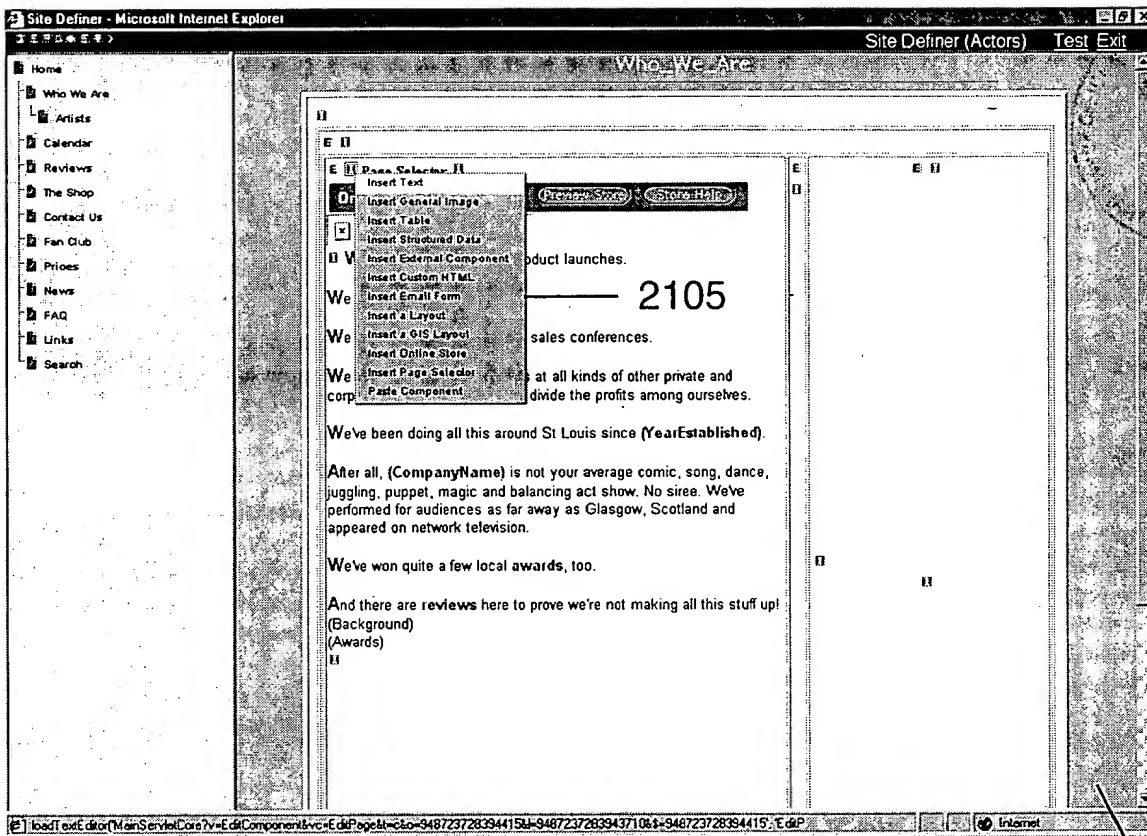 Site Definer - Microsoft Internet Explorer
Site Definer (Actors) Test Exit
Home
Who We Are
Artists
Calendar
Reviews
The Shop
Contact Us
Fan Club
Prices
News
FAQ
Links
Search
Who_We_Are
E
E Page Selector
E
E
Insert Text
Insert General Image
Insert Table
Insert Structured Data
Insert External Component
Insert Custom HTML
Insert Email Form
Insert a Layout
Insert a GIS Layout
Insert Online Store
Insert Page Selector
Paste Component
Preview Store Store Help
oduct launches.
We 2105
We sales conferences.
We s at all kinds of other private and
corp divide the profits among ourselves.
We've been doing all this around St Louis since (YearEstablished).
After all, (CompanyName) is not your average comic, song, dance,
juggling, puppet, magic and balancing act show. No siree. We've
performed for audiences as far away as Glasgow, Scotland and
appeared on network television.
We've won quite a few local awards, too.
And there are reviews here to prove we're not making all this stuff up!
(Background)
(Awards)
Internet